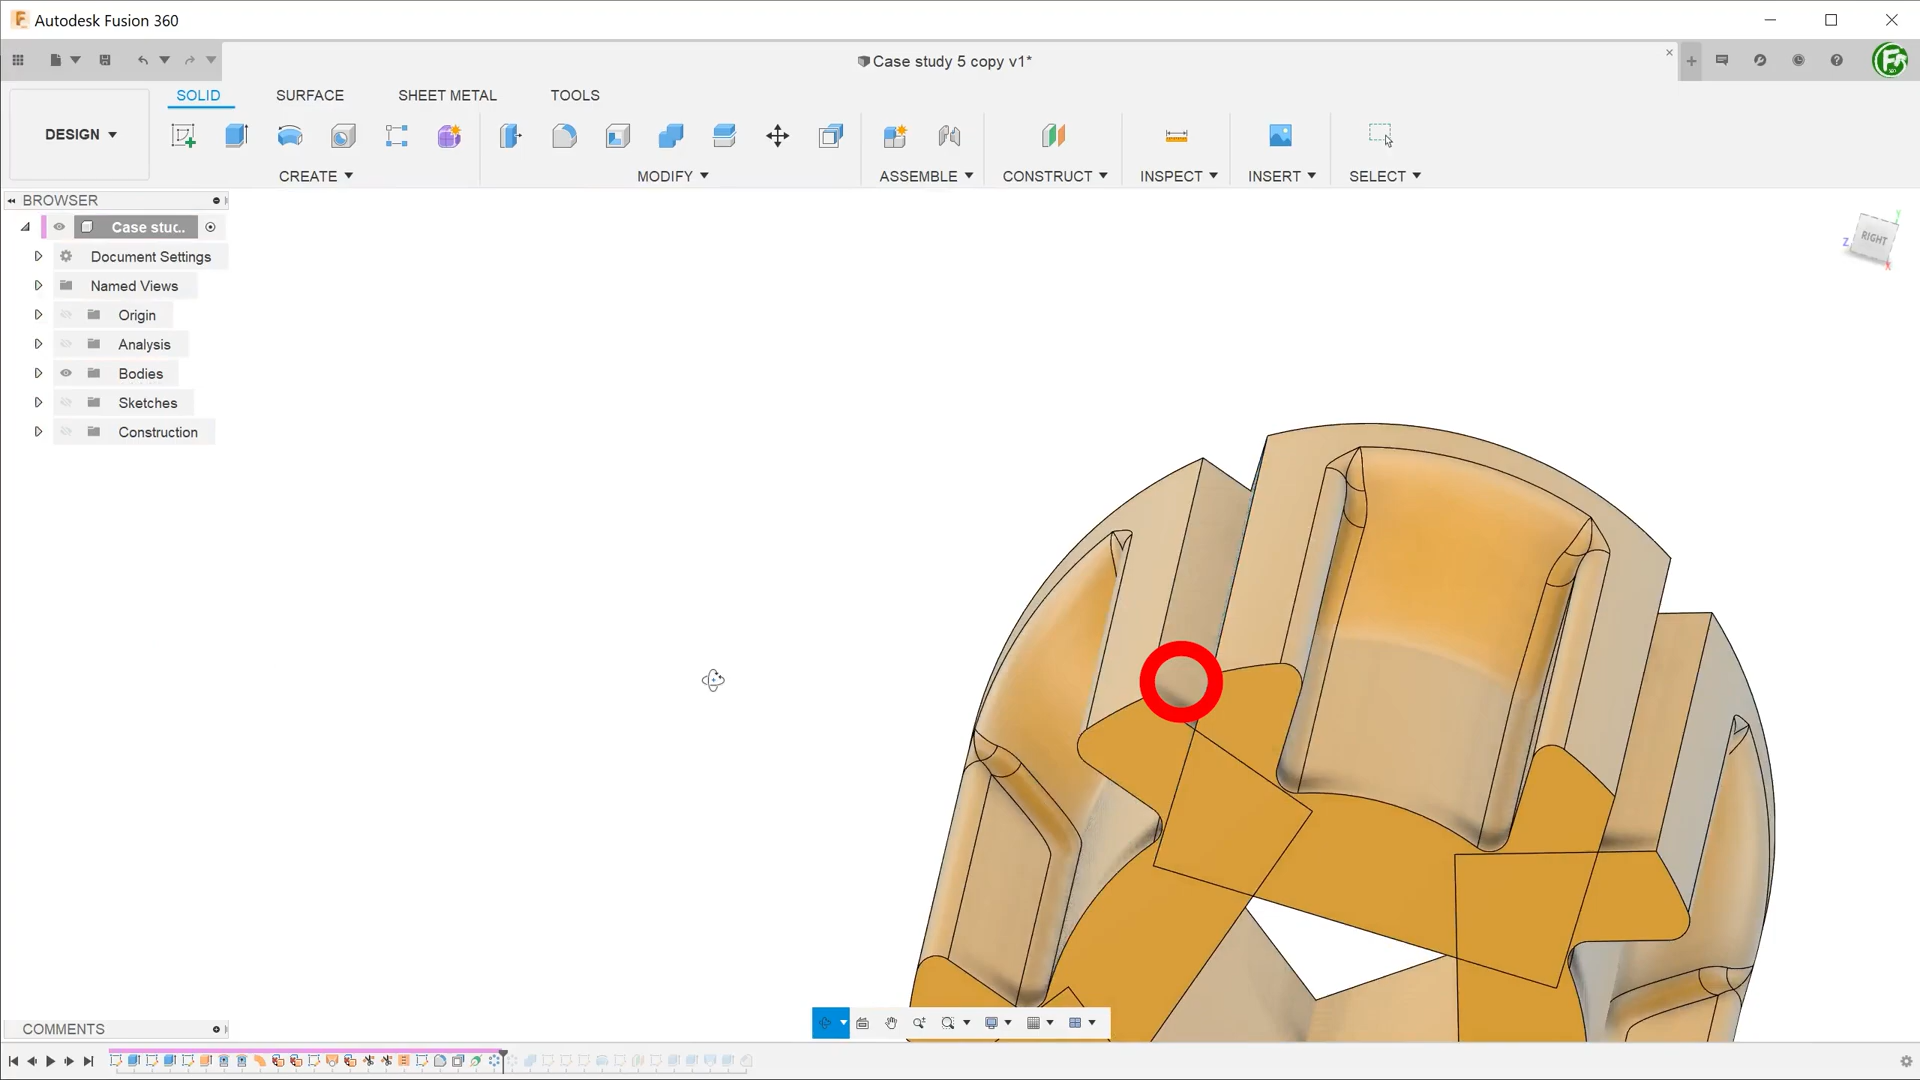 Autodesk Fusion 360
Case study 5 copy v1*
DESIGN
SOLID
SURFACE
SHEET METAL
TOOLS
CREATE
MODIFY
ASSEMBLE
CONSTRUCT
INSPECT
INSERT
SELECT
BROWSER
Case stuc..
Document Settings
Named Views
Origin
Analysis
Bodies
Sketches
Construction
RIGHT
Z
COMMENTS